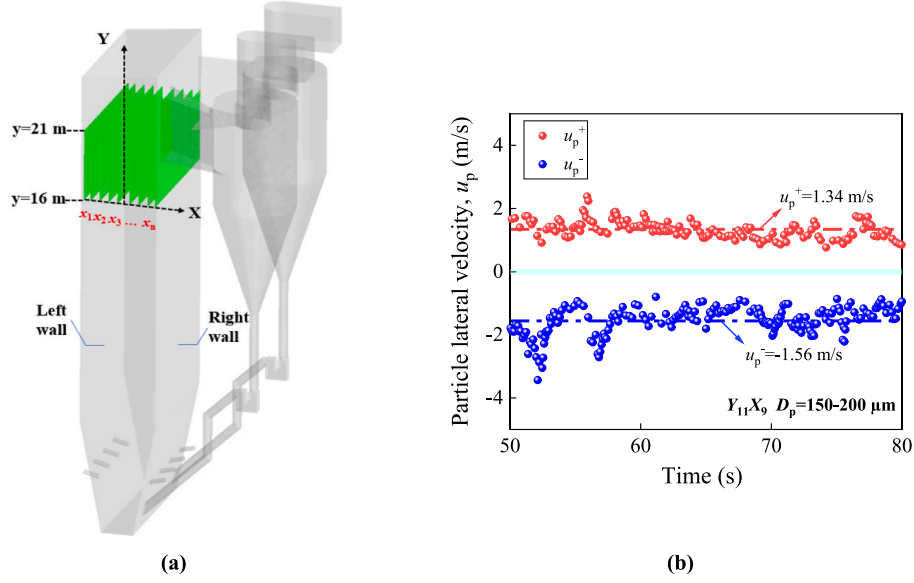 Y
y=21 m
y=16 m
X
x1 x2 x3 ... xn
Left
wall
Right
wall
(a)
Particle lateral velocity, up (m/s)
4
2
0
-2
-4
up+
up-
up+=1.34 m/s
up-=-1.56 m/s
Y11X9 Dp=150-200 μm
50
60
70
80
Time (s)
(b)